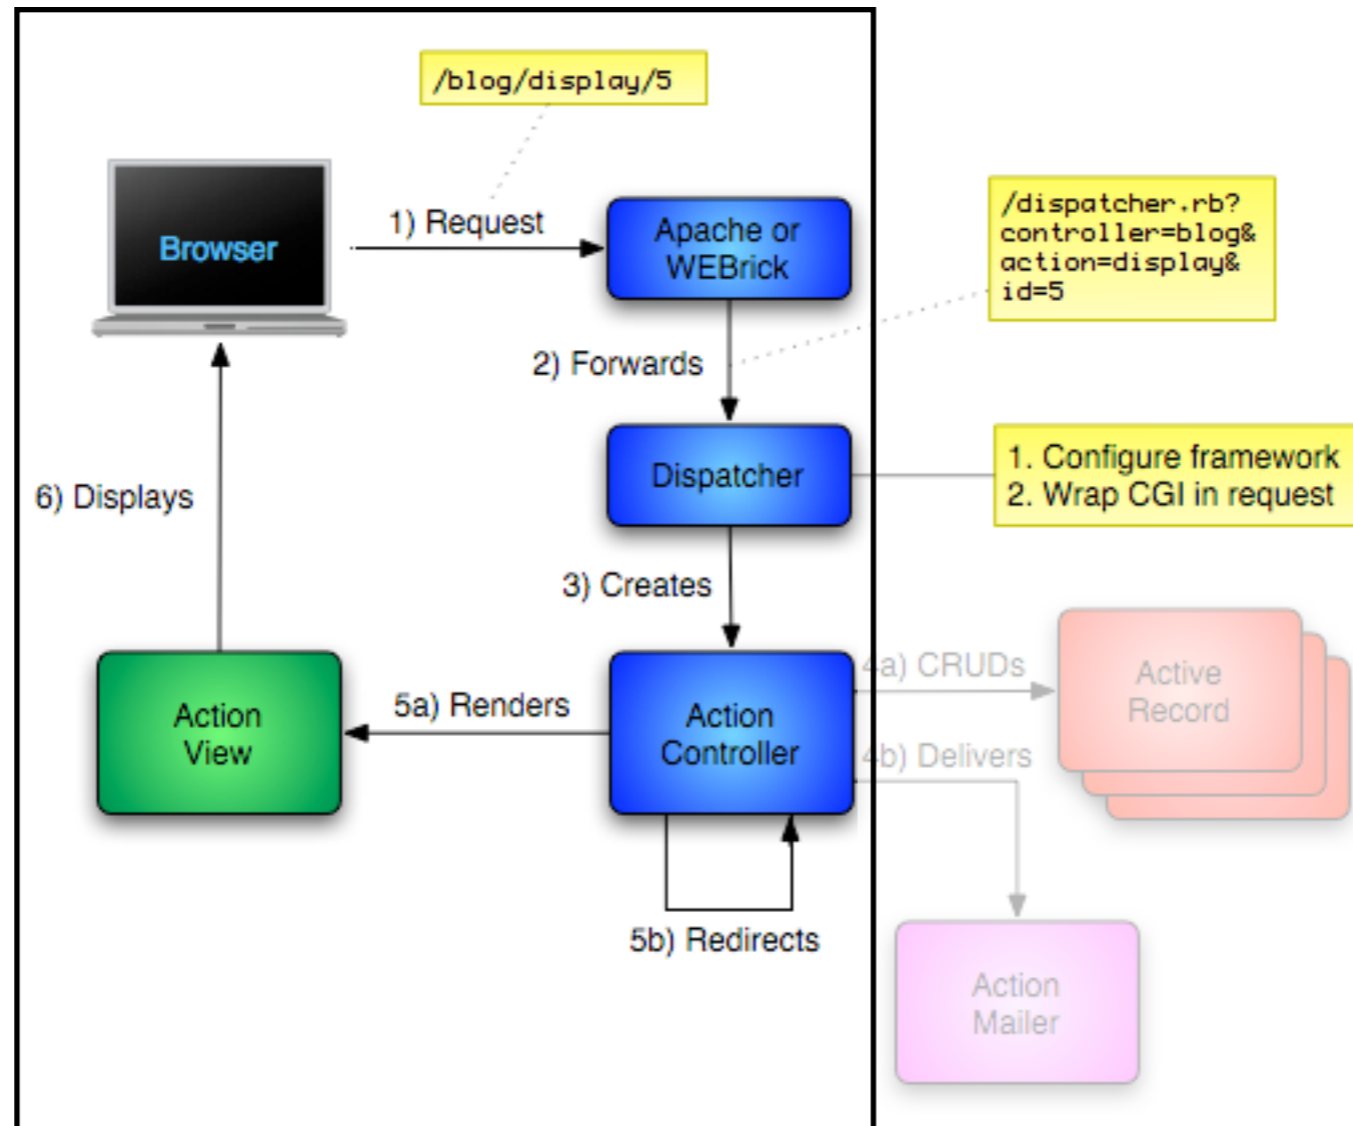 /blog/display/5
Browser
1) Request
Apache or
WEBrick
/dispatcher.rb?
controller=blog&
action=display&
id=5
2) Forwards
Dispatcher
1. Configure framework
2. Wrap CGI in request
6) Displays
3) Creates
Action
View
5a) Renders
Action
Controller
4a) CRUDs
Active
Record
4b) Delivers
5b) Redirects
Action
Mailer